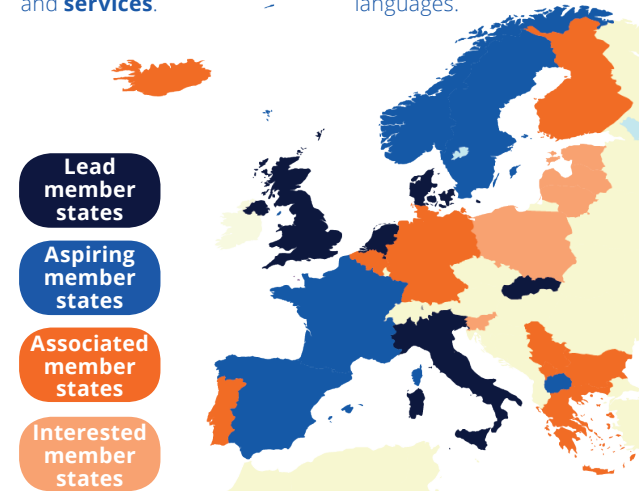 and services.
languages.
Lead
member
states
Aspiring
member
states
Associated
member
states
Interested
member
states